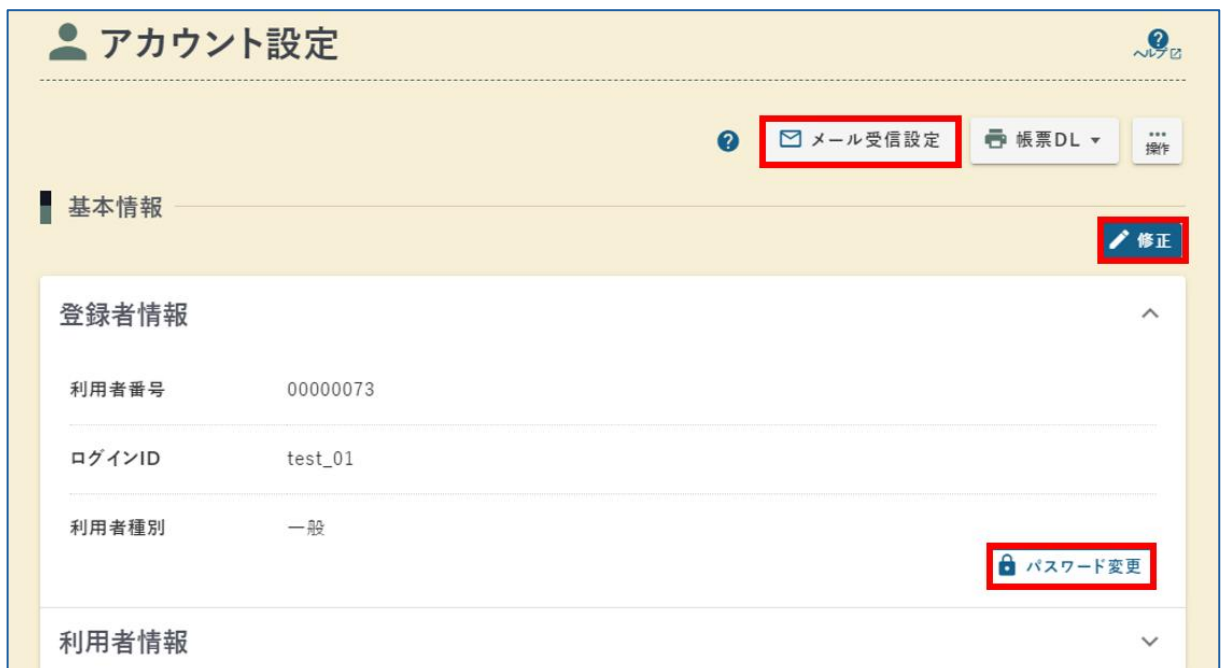 アカウント設定
ヘルプ
メール受信設定
帳票DL
操作
基本情報
修正
登録者情報
利用者番号 00000073
ログインID test_01
利用者種別 一般
パスワード変更
利用者情報